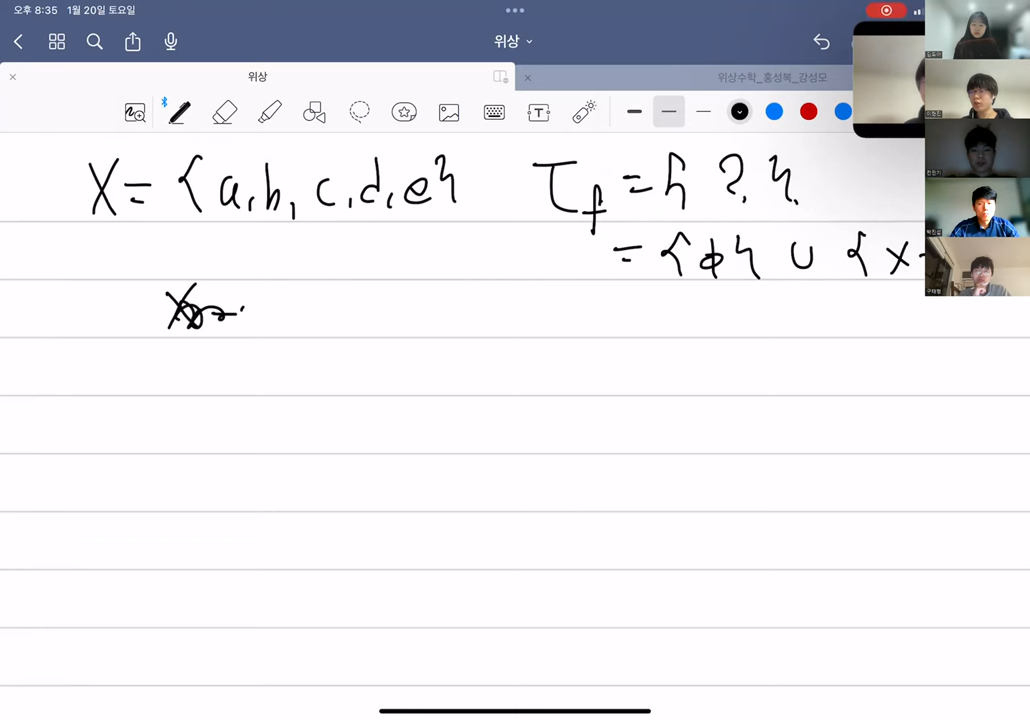 오후 8:35 1월 20일 토요일
위상
위상
위상수학_홍성복_강성모
X = { a, b, c, d, e } τ_f = { ? }.
= { ϕ } ∪ { X -